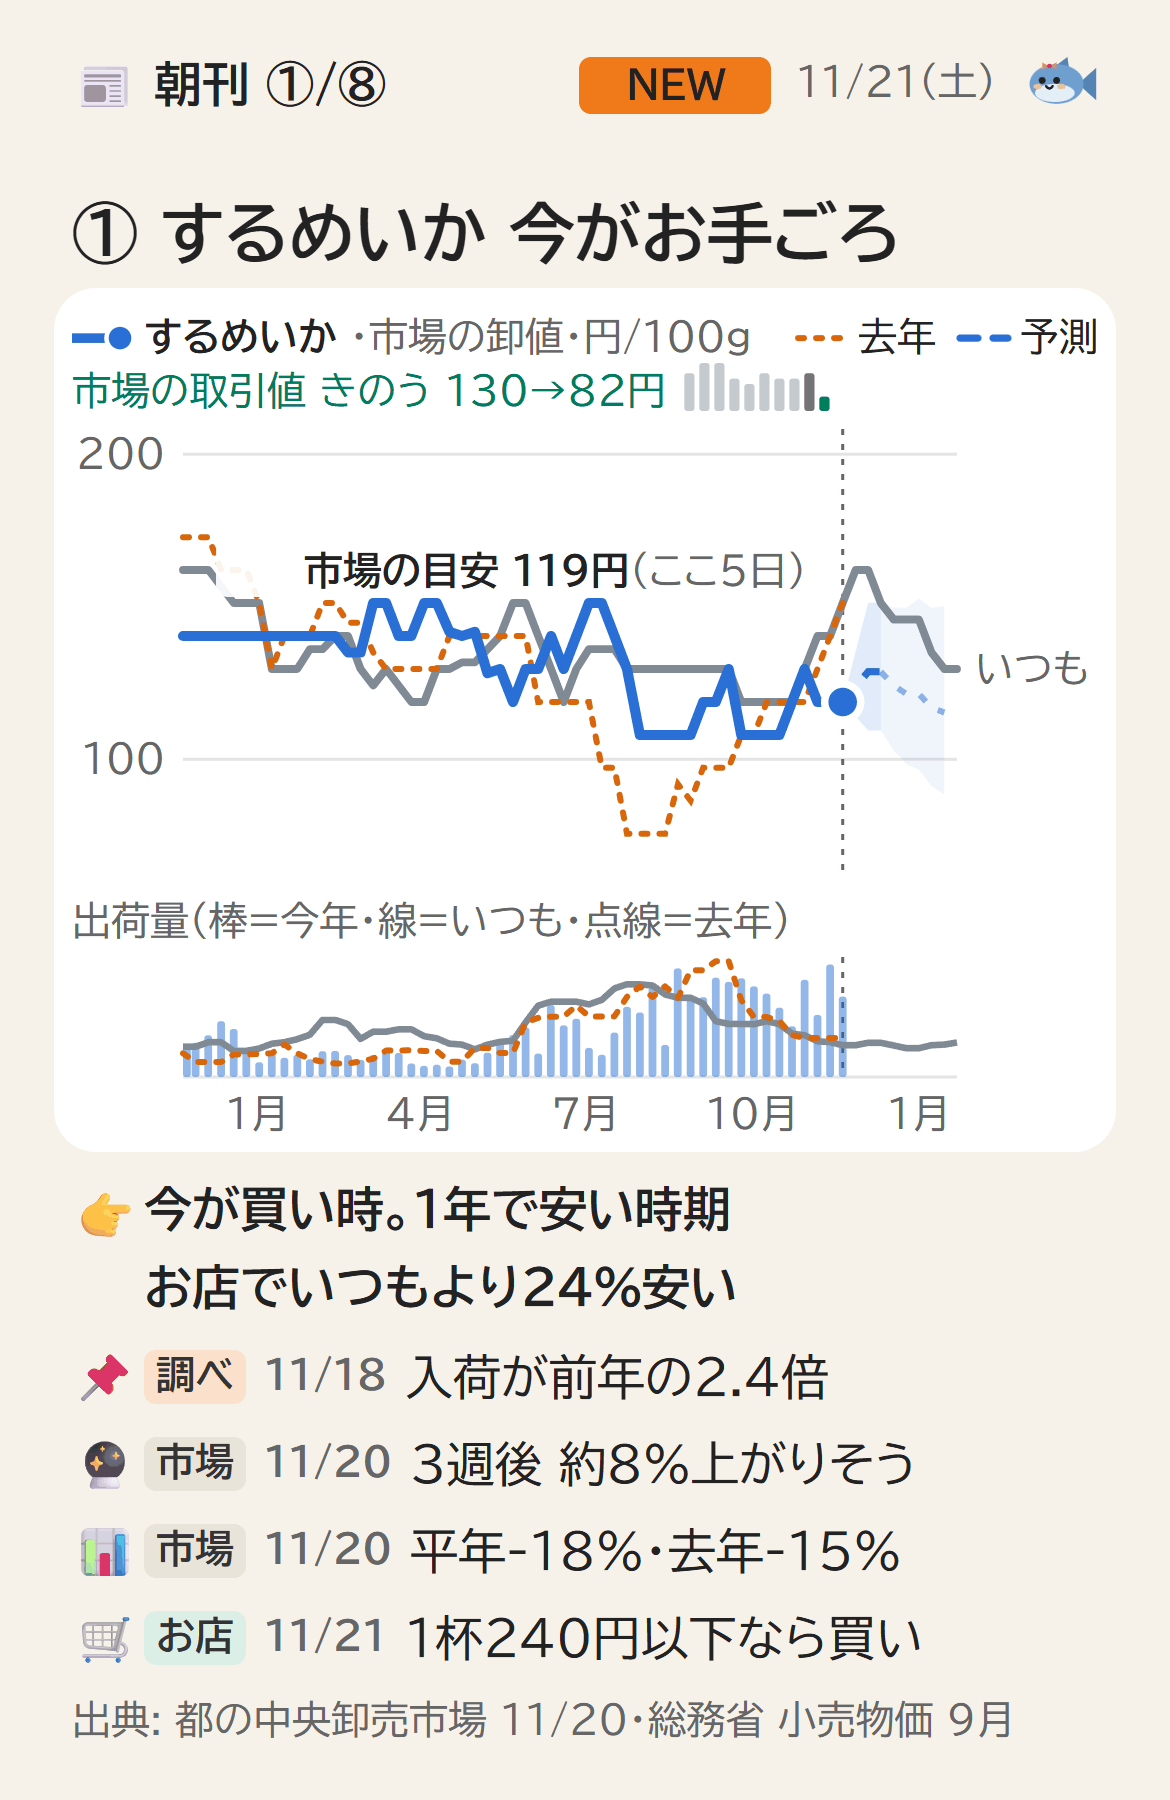 朝刊 ①/⑧
NEW
11/21(土)
① するめいか 今がお手ごろ
するめいか ・市場の卸値・円/100g
去年
予測
市場の取引値 きのう 130→82円
200
市場の目安 119円(ここ5日)
いつも
100
出荷量(棒=今年・線=いつも・点線=去年)
1月 4月 7月 10月 1月
今が買い時。1年で安い時期
お店でいつもより24%安い
調べ 11/18 入荷が前年の2.4倍
市場 11/20 3週後 約8%上がりそう
市場 11/20 平年-18%・去年-15%
お店 11/21 1杯240円以下なら買い
出典: 都の中央卸売市場 11/20・総務省 小売物価 9月